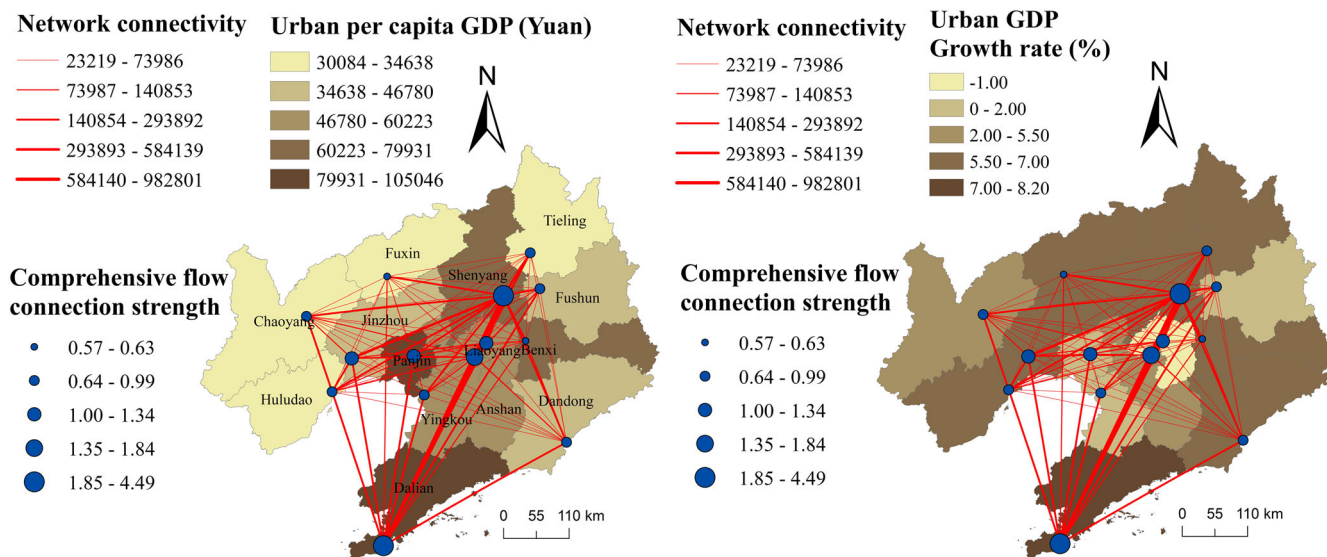 Network connectivity
23219 - 73986
73987 - 140853
140854 - 293892
293893 - 584139
584140 - 982801
Urban per capita GDP (Yuan)
30084 - 34638
34638 - 46780
46780 - 60223
60223 - 79931
79931 - 105046
N
Comprehensive flow
connection strength
0.57 - 0.63
0.64 - 0.99
1.00 - 1.34
1.35 - 1.84
1.85 - 4.49
Tieling
Fuxin
Shenyang
Fushun
Chaoyang
Jinzhou
Liaoyang
Benxi
Panjin
Huludao
Dandong
Anshan
Yingkou
Dalian
0 55 110 km
Network connectivity
23219 - 73986
73987 - 140853
140854 - 293892
293893 - 584139
584140 - 982801
Urban GDP
Growth rate (%)
-1.00
0 - 2.00
2.00 - 5.50
5.50 - 7.00
7.00 - 8.20
N
Comprehensive flow
connection strength
0.57 - 0.63
0.64 - 0.99
1.00 - 1.34
1.35 - 1.84
1.85 - 4.49
0 55 110 km